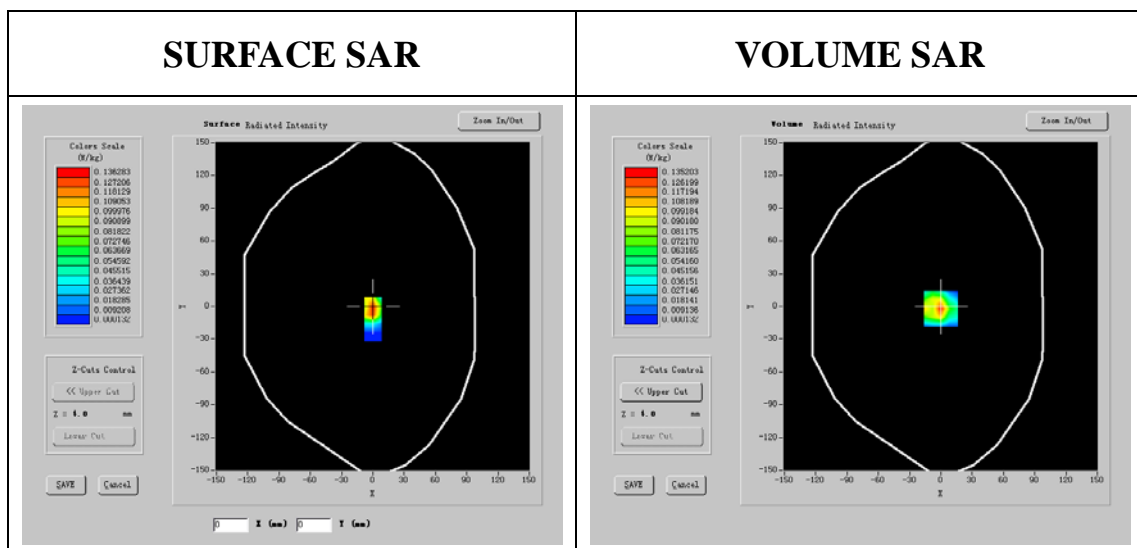 SURFACE SAR
VOLUME SAR
Surface Radiated Intensity
Zoom In/Out
Colors Scale
(W/kg)
0.136283
0.127206
0.118129
0.109053
0.099976
0.090899
0.081822
0.072746
0.063669
0.054592
0.045515
0.036439
0.027362
0.018285
0.009208
0.000132
150
120
90
60
30
0
-30
-60
-90
-120
-150
Y
-150 -120 -90 -60 -30 0 30 60 90 120 150
X
Z-Cuts Control
<< Upper Cut
Z = 4.0 mm
Lower Cut
SAVE Cancel
0 X (mm) 0 Y (mm)
Volume Radiated Intensity
Zoom In/Out
Colors Scale
(W/kg)
0.135203
0.126199
0.117194
0.108189
0.099184
0.090180
0.081175
0.072170
0.063165
0.054160
0.045156
0.036151
0.027146
0.018141
0.009136
0.000132
150
120
90
60
30
0
-30
-60
-90
-120
-150
Y
-150 -120 -90 -60 -30 0 30 60 90 120 150
X
Z-Cuts Control
<< Upper Cut
Z = 4.0 mm
Lower Cut
SAVE Cancel